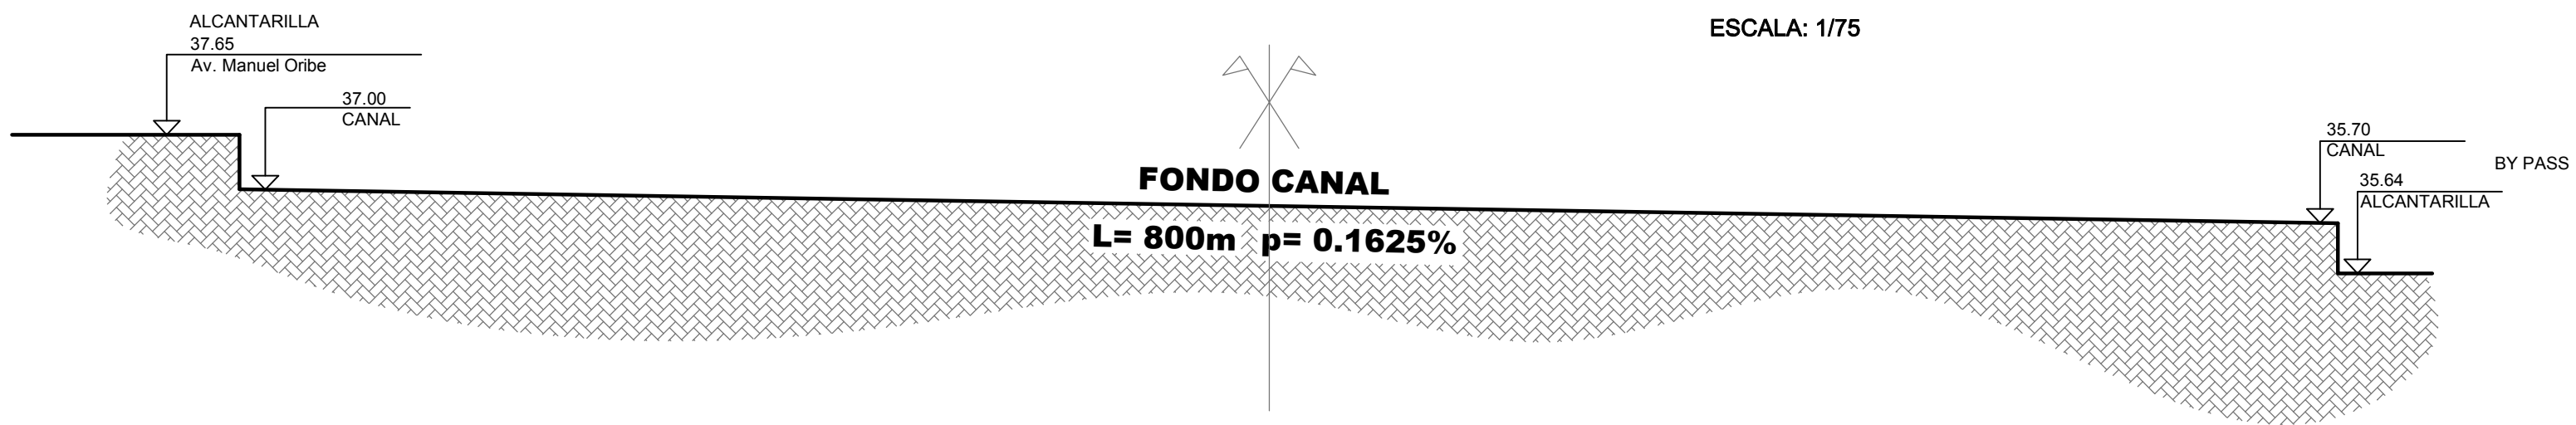 ALCANTARILLA
37.65
Av. Manuel Oribe
37.00
CANAL
ESCALA: 1/75
FONDO CANAL
L= 800m p= 0.1625%
35.70
CANAL
BY PASS
35.64
ALCANTARILLA